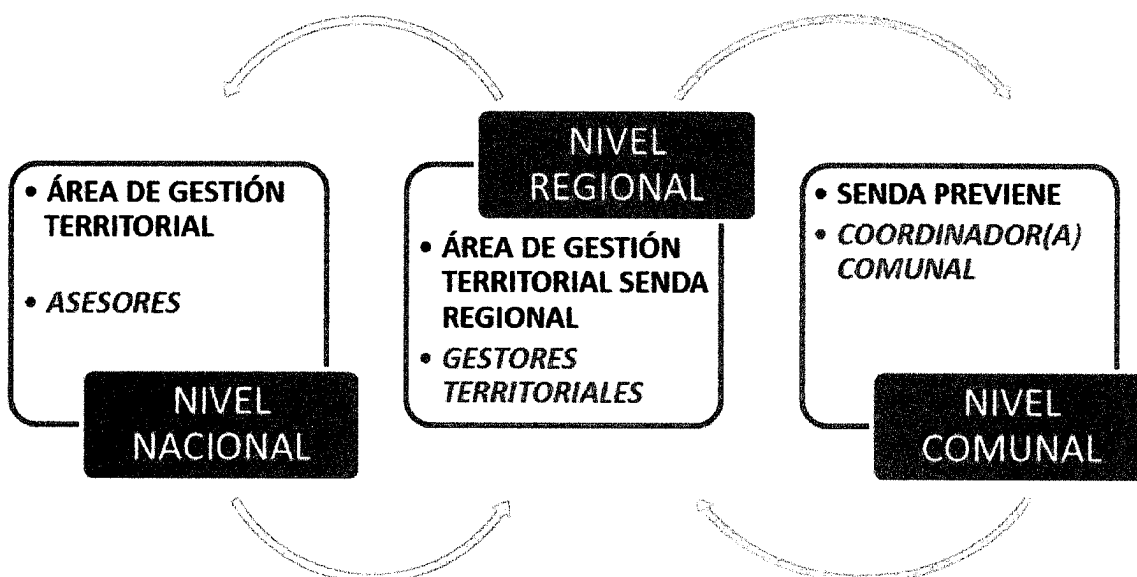 • ÁREA DE GESTIÓN
TERRITORIAL
• ASESORES
NIVEL
NACIONAL
NIVEL
REGIONAL
• ÁREA DE GESTIÓN
TERRITORIAL SENDA
REGIONAL
• GESTORES
TERRITORIALES
• SENDA PREVIENE
• COORDINADOR(A)
COMUNAL
NIVEL
COMUNAL